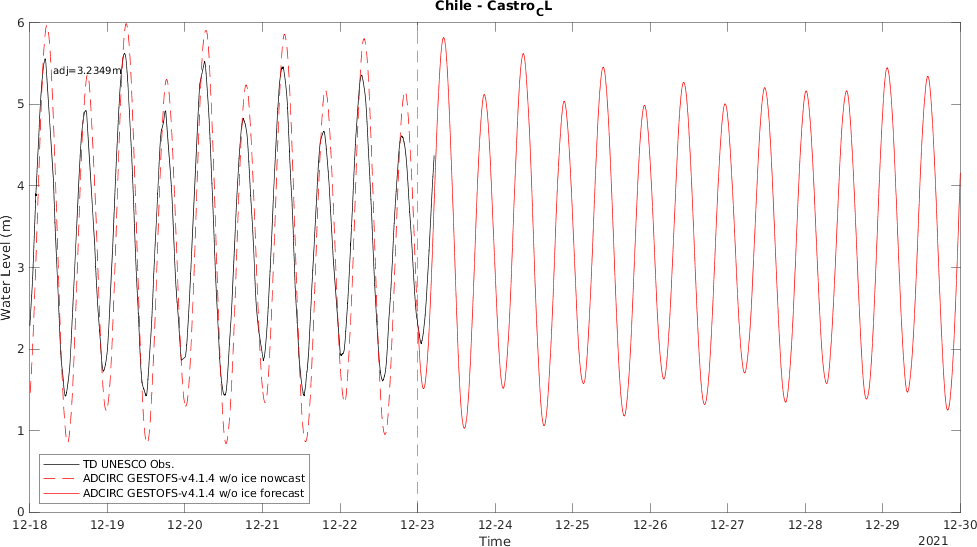 Chile - CastroCL
adj=3.2349m
Water Level (m)
6
5
4
3
2
1
0
TD UNESCO Obs.
ADCIRC GESTOFS-v4.1.4 w/o ice nowcast
ADCIRC GESTOFS-v4.1.4 w/o ice forecast
12-18 12-19 12-20 12-21 12-22 12-23 12-24 12-25 12-26 12-27 12-28 12-29 12-30
Time
2021